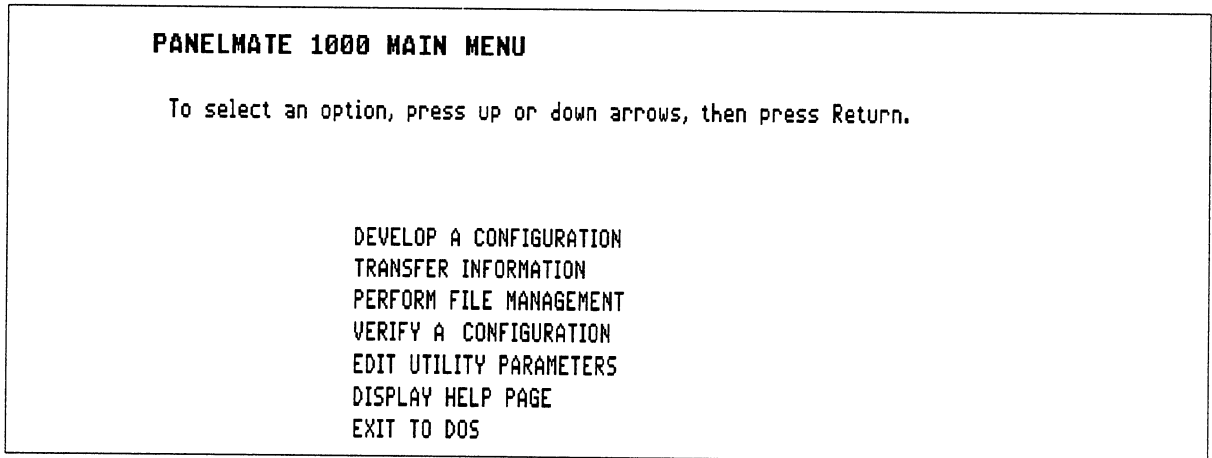 PANELMATE 1000 MAIN MENU
To select an option, press up or down arrows, then press Return.
DEVELOP A CONFIGURATION
TRANSFER INFORMATION
PERFORM FILE MANAGEMENT
VERIFY A CONFIGURATION
EDIT UTILITY PARAMETERS
DISPLAY HELP PAGE
EXIT TO DOS